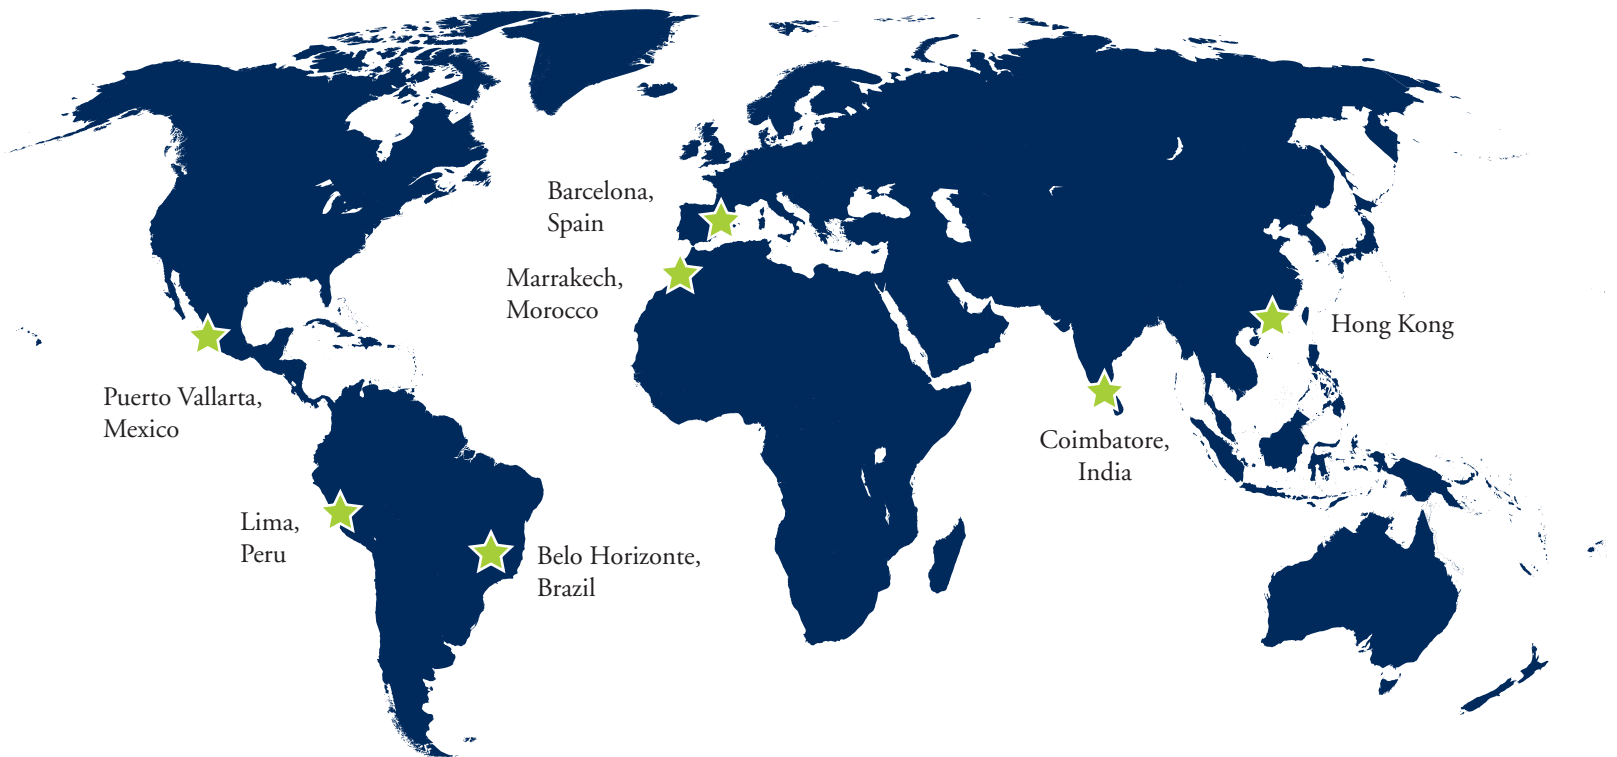 Barcelona,
Spain
Marrakech,
Morocco
Hong Kong
Puerto Vallarta,
Mexico
Coimbatore,
India
Lima,
Peru
Belo Horizonte,
Brazil